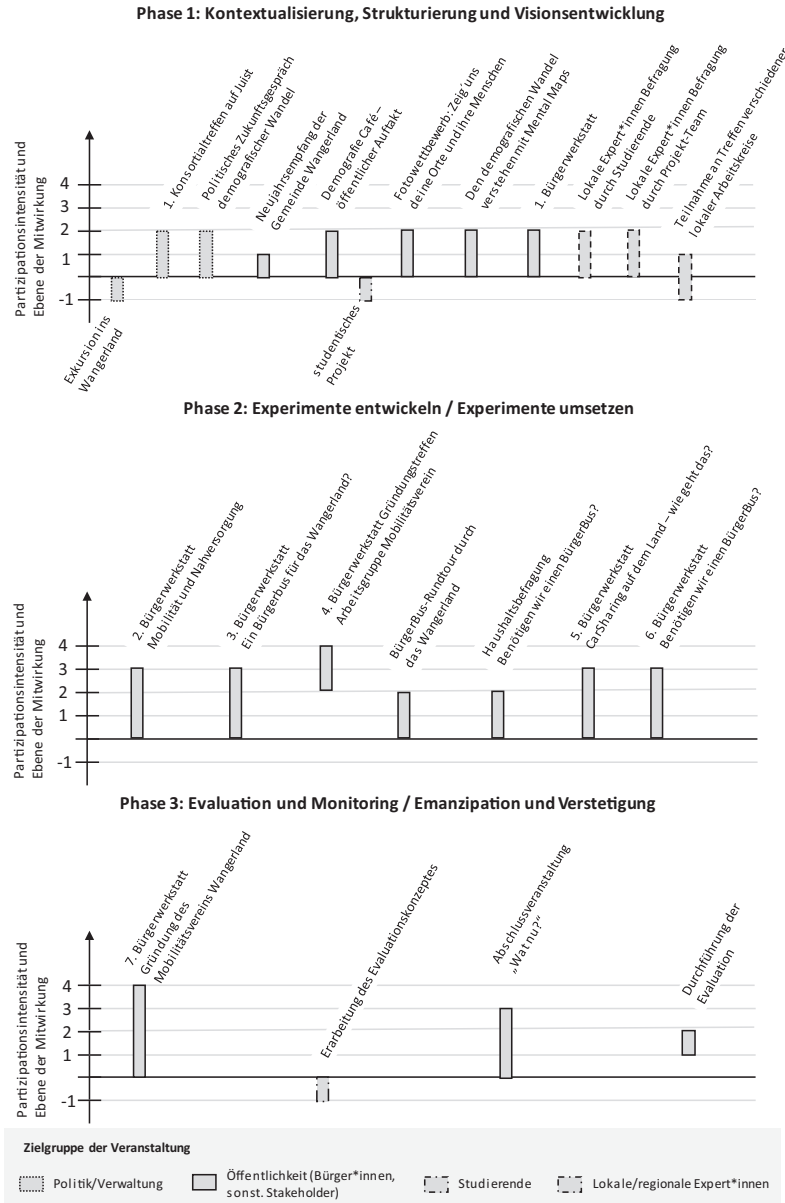 Phase 1: Kontextualisierung, Strukturierung und Visionsentwicklung
Partizipationsintensität und
Ebene der Mitwirkung
4
3
2
1
-1
Exkursion ins
Wangerland
1. Konsortialtreffen auf Juist
Politisches Zukunftsgespräch
demografischer Wandel
Neujahrsempfang der
Gemeinde Wangerland
Demografie Café –
öffentlicher Auftakt
studentisches
Projekt
Fotowettbewerb: Zeig´uns
deine Orte und ihre Menschen
Den demografischen Wandel
verstehen mit Mental Maps
1. Bürgerwerkstatt
Lokale Expert*innen Befragung
durch Studierende
Lokale Expert*innen Befragung
durch Projekt-Team
Teilnahme an Treffen verschiedener
lokaler Arbeitskreise
Phase 2: Experimente entwickeln / Experimente umsetzen
Partizipationsintensität und
Ebene der Mitwirkung
4
3
2
1
-1
2. Bürgerwerkstatt
Mobilität und Nahversorgung
3. Bürgerwerkstatt
Ein Bürgerbus für das Wangerland?
4. Bürgerwerkstatt Gründungstreffen
Arbeitsgruppe Mobilitätsverein
BürgerBus-Rundtour durch
das Wangerland
Haushaltsbefragung
Benötigen wir einen BürgerBus?
5. Bürgerwerkstatt
CarSharing auf dem Land – wie geht das?
6. Bürgerwerkstatt
Benötigen wir einen BürgerBus?
Phase 3: Evaluation und Monitoring / Emanzipation und Verstetigung
Partizipationsintensität und
Ebene der Mitwirkung
4
3
2
1
-1
7. Bürgerwerkstatt
Gründung des
Mobilitätsvereins Wangerland
Erarbeitung des Evaluationskonzeptes
Abschlussveranstaltung
„Wat nu?“
Durchführung der
Evaluation
Zielgruppe der Veranstaltung
Politik/Verwaltung
Öffentlichkeit (Bürger*innen,
sonst. Stakeholder)
Studierende
Lokale/regionale Expert*innen